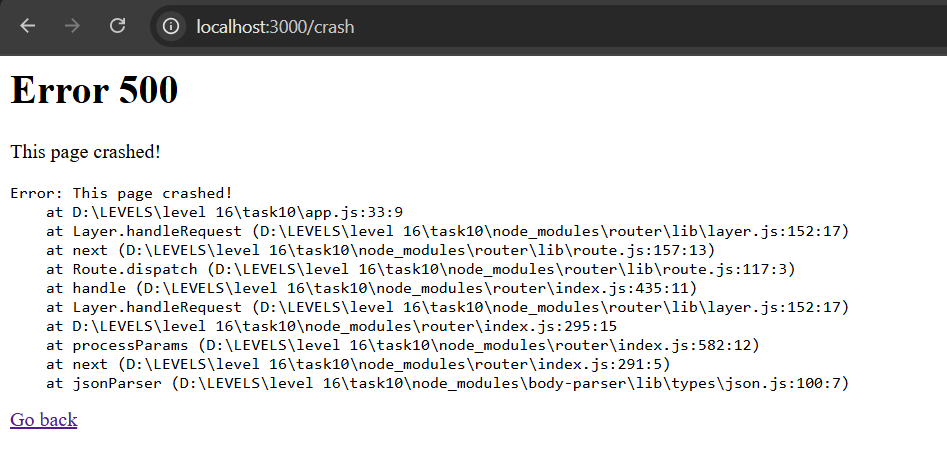 localhost:3000/crash
Error 500
This page crashed!
Error: This page crashed!
    at D:\LEVELS\level 16\task10\app.js:33:9
    at Layer.handleRequest (D:\LEVELS\level 16\task10\node_modules\router\lib\layer.js:152:17)
    at next (D:\LEVELS\level 16\task10\node_modules\router\lib\route.js:157:13)
    at Route.dispatch (D:\LEVELS\level 16\task10\node_modules\router\lib\route.js:117:3)
    at handle (D:\LEVELS\level 16\task10\node_modules\router\index.js:435:11)
    at Layer.handleRequest (D:\LEVELS\level 16\task10\node_modules\router\lib\layer.js:152:17)
    at D:\LEVELS\level 16\task10\node_modules\router\index.js:295:15
    at processParams (D:\LEVELS\level 16\task10\node_modules\router\index.js:582:12)
    at next (D:\LEVELS\level 16\task10\node_modules\router\index.js:291:5)
    at jsonParser (D:\LEVELS\level 16\task10\node_modules\body-parser\lib\types\json.js:100:7)
Go back